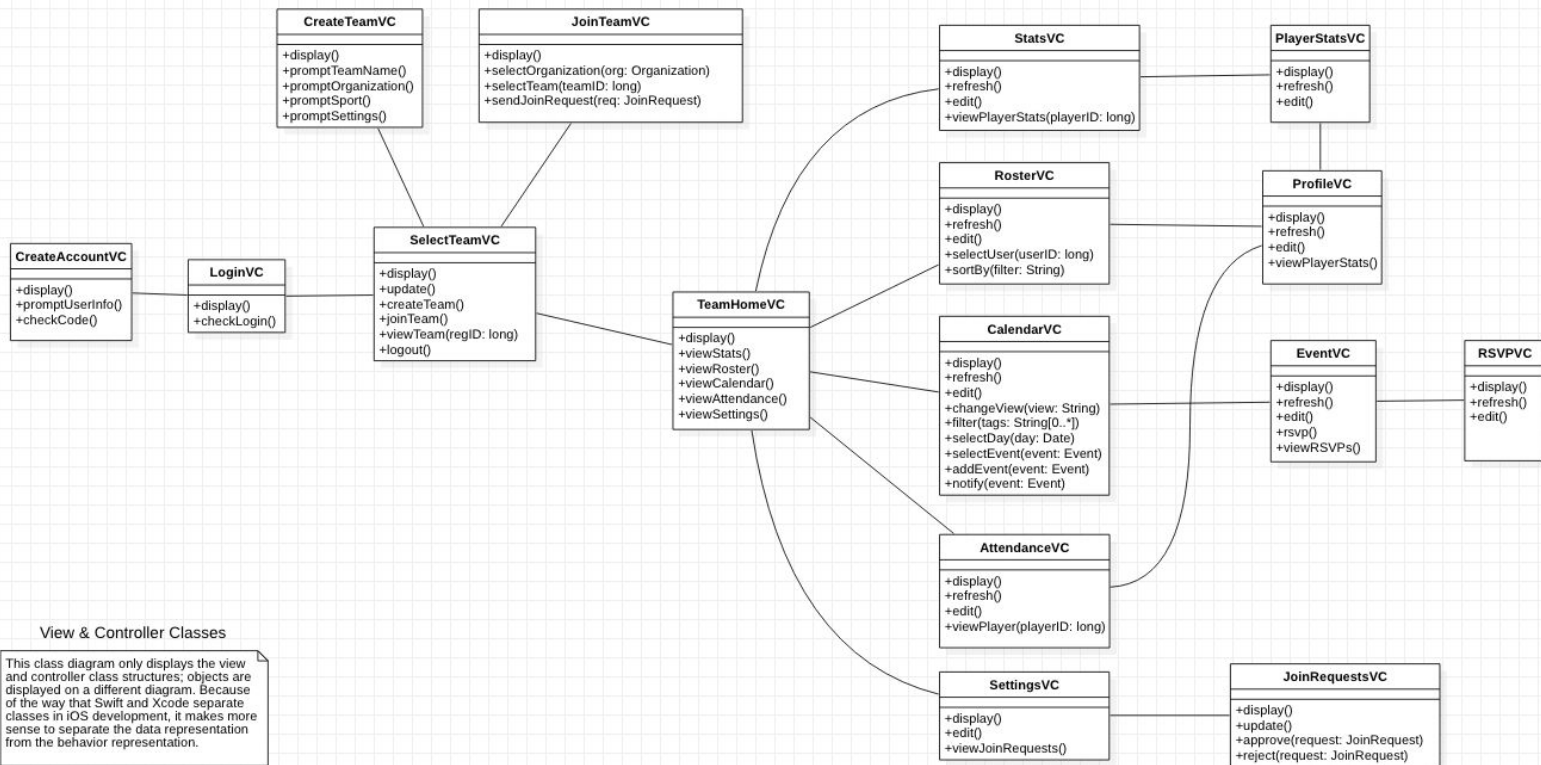 CreateTeamVC
+display()
+promptTeamName()
+promptOrganization()
+promptSport()
+promptSettings()
JoinTeamVC
+display()
+selectOrganization(org: Organization)
+selectTeam(teamID: long)
+sendJoinRequest(req: JoinRequest)
StatsVC
+display()
+refresh()
+edit()
+viewPlayerStats(playerID: long)
PlayerStatsVC
+display()
+refresh()
+edit()
RosterVC
+display()
+refresh()
+edit()
+selectUser(userID: long)
+sortBy(filter: String)
ProfileVC
+display()
+refresh()
+edit()
+viewPlayerStats()
CreateAccountVC
+display()
+promptUserInfo()
+checkCode()
LoginVC
+display()
+checkLogin()
SelectTeamVC
+display()
+update()
+createTeam()
+joinTeam()
+viewTeam(regID: long)
+logout()
TeamHomeVC
+display()
+viewStats()
+viewRoster()
+viewCalendar()
+viewAttendance()
+viewSettings()
CalendarVC
+display()
+refresh()
+edit()
+changeView(view: String)
+filter(tags: String[0..*])
+selectDay(day: Date)
+selectEvent(event: Event)
+addEvent(event: Event)
+notify(event: Event)
EventVC
+display()
+refresh()
+edit()
+rsvp()
+viewRSVPs()
RSVPVC
+display()
+refresh()
+edit()
AttendanceVC
+display()
+refresh()
+edit()
+viewPlayer(playerID: long)
SettingsVC
+display()
+edit()
+viewJoinRequests()
JoinRequestsVC
+display()
+update()
+approve(request: JoinRequest)
+reject(request: JoinRequest)
View & Controller Classes
This class diagram only displays the view
and controller class structures; objects are
displayed on a different diagram. Because
of the way that Swift and Xcode separate
classes in iOS development, it makes more
sense to separate the data representation
from the behavior representation.